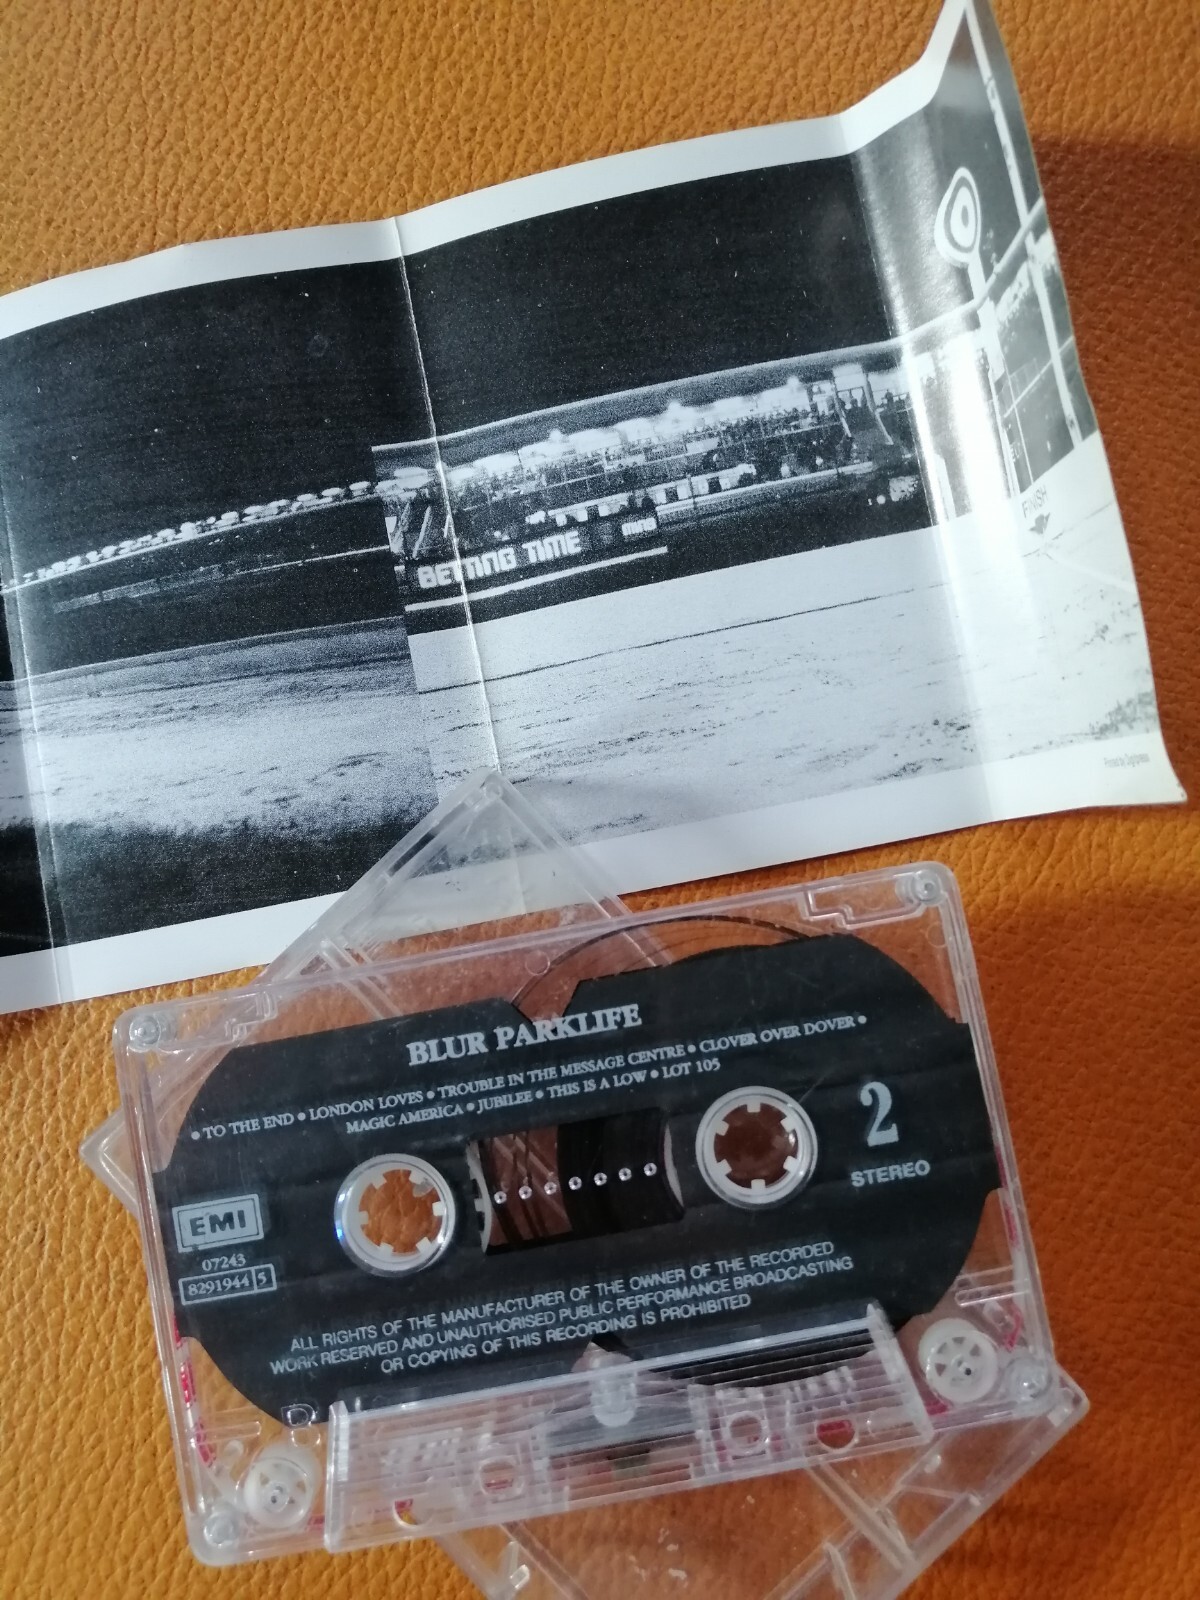 BETTING TIME
FINISH
BLUR PARKLIFE
• TO THE END • LONDON LOVES • TROUBLE IN THE MESSAGE CENTRE • CLOVER OVER DOVER •
MAGIC AMERICA • JUBILEE • THIS IS A LOW • LOT 105
2
STEREO
EMI
07243
8291944 5
ALL RIGHTS OF THE MANUFACTURER OF THE OWNER OF THE RECORDED
WORK RESERVED AND UNAUTHORISED PUBLIC PERFORMANCE BROADCASTING
OR COPYING OF THIS RECORDING IS PROHIBITED